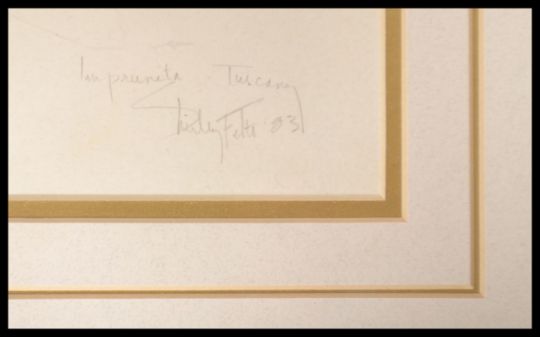 Impruneta Tuscany
Shirley Felts '83